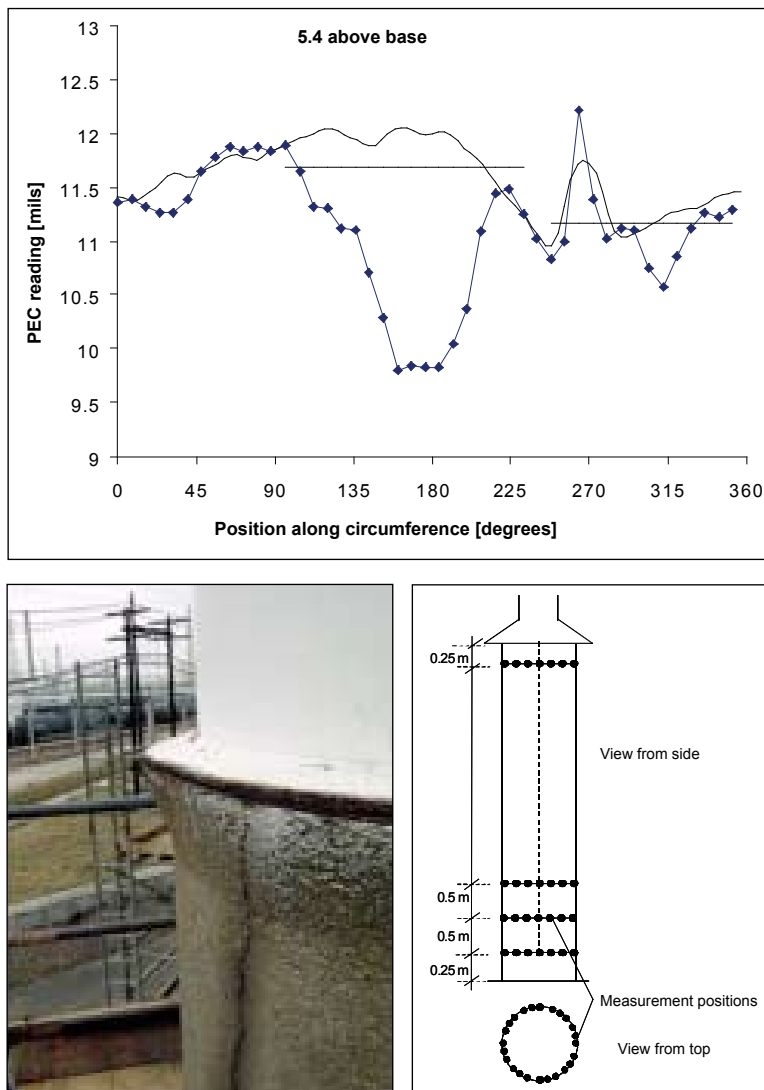 5.4 above base
13
12.5
12
11.5
11
10.5
10
9.5
9
PEC reading [mils]
0 45 90 135 180 225 270 315 360
Position along circumference [degrees]
0.25 m
View from side
0.5 m
0.5 m
0.25 m
Measurement positions
View from top